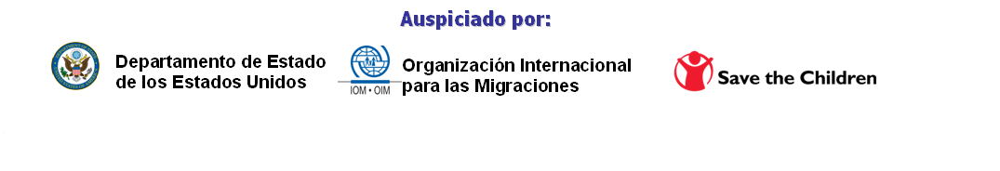 Auspiciado por:
Departamento de Estado
de los Estados Unidos
IOM • OIM
Organización Internacional
para las Migraciones
Save the Children